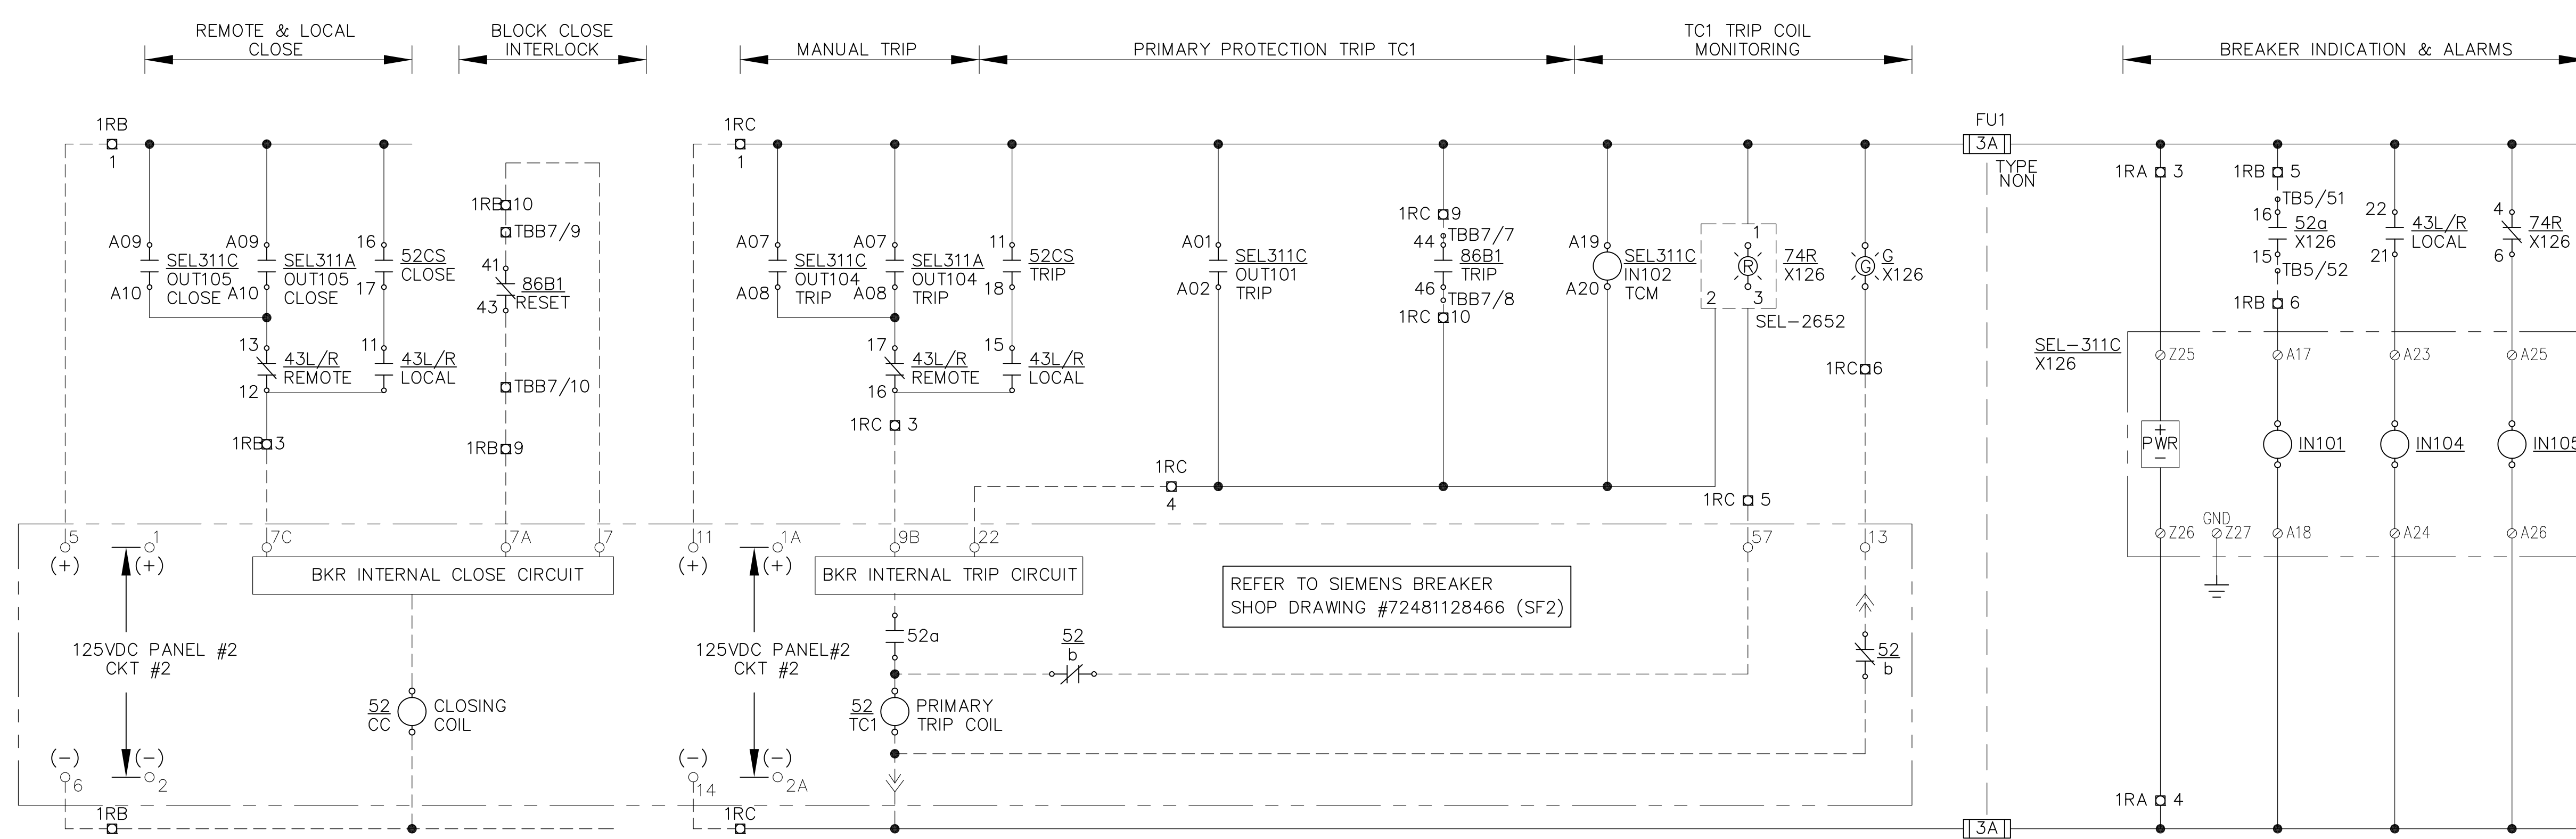 REMOTE & LOCAL
CLOSE
BLOCK CLOSE
INTERLOCK
MANUAL TRIP
PRIMARY PROTECTION TRIP TC1
TC1 TRIP COIL
MONITORING
BREAKER INDICATION & ALARMS
1RB
1
A09
A10
SEL311C
OUT105
CLOSE
A09
A10
SEL311A
OUT105
CLOSE
16
17
52CS
CLOSE
13
12
43L/R
REMOTE
11
43L/R
LOCAL
1RB 3
1RB 10
TBB7/9
41
43
86B1
RESET
TBB7/10
1RB 9
1RC
1
A07
A08
SEL311C
OUT104
TRIP
A07
A08
SEL311A
OUT104
TRIP
11
18
52CS
TRIP
17
16
43L/R
REMOTE
15
43L/R
LOCAL
1RC 3
A01
A02
SEL311C
OUT101
TRIP
1RC 9
TBB7/7
44
46
86B1
TRIP
TBB7/8
1RC 10
A19
A20
SEL311C
IN102
TCM
1
R
2
3
74R
X126
SEL-2652
G
G
X126
1RC 6
1RC
4
1RC 5
FU1
3A
TYPE
NON
1RA 3
1RB 5
TB5/51
16
15
52a
X126
TB5/52
1RB 6
22
21
43L/R
LOCAL
4
6
74R
X126
SEL-311C
X126
Z25
A17
A23
A25
+
PWR
−
IN101
IN104
IN105
Z26
GND
Z27
A18
A24
A26
1RA 4
5
(+)
1
(+)
7C
7A
7
BKR INTERNAL CLOSE CIRCUIT
125VDC PANEL #2
CKT #2
52
CC
CLOSING
COIL
(-)
6
(-)
2
1RB
11
(+)
1A
(+)
9B
22
57
13
BKR INTERNAL TRIP CIRCUIT
REFER TO SIEMENS BREAKER
SHOP DRAWING #72481128466 (SF2)
125VDC PANEL#2
CKT #2
52a
52
b
52
b
52
TC1
PRIMARY
TRIP COIL
(-)
14
(-)
2A
1RC
3A